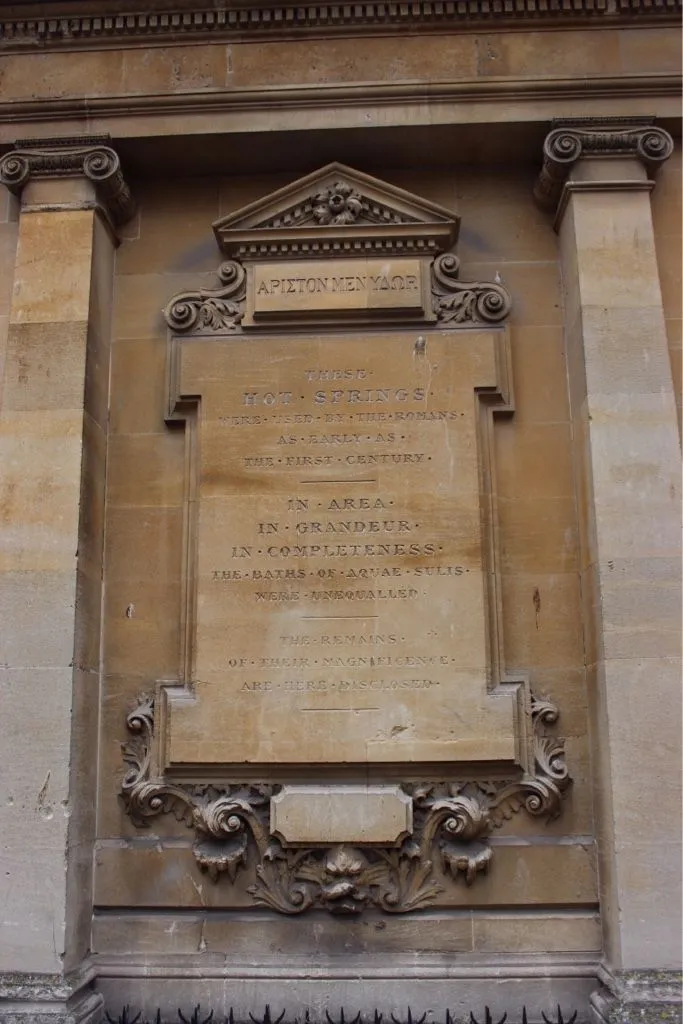 ΑΡΙΣΤΟΝ ΜΕΝ ΥΔΩΡ
THESE·
HOT · SPRINGS·
WERE · USED · BY · THE · ROMANS·
AS · EARLY · AS·
THE · FIRST · CENTURY·
IN · AREA·
IN · GRANDEUR·
IN · COMPLETENESS·
THE · BATHS · OF · AQUAE · SULIS·
WERE · UNEQUALLED·
THE · REMAINS·
OF · THEIR · MAGNIFICENCE·
ARE · HERE · DISCLOSED·